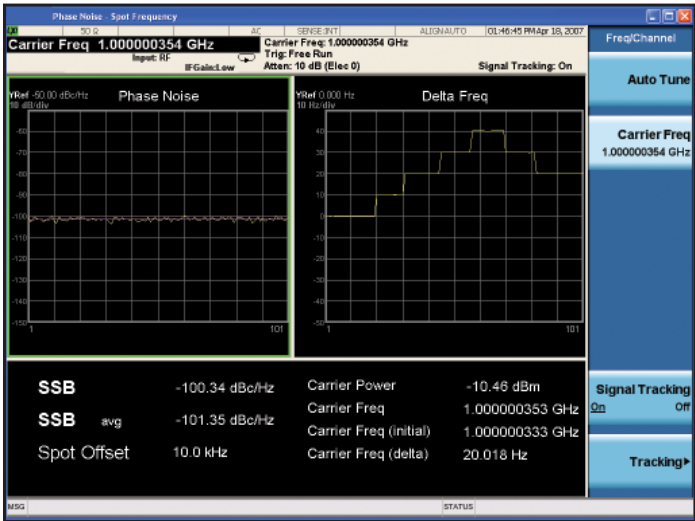 Phase Noise - Spot Frequency
50 Ω AC SENSE:INT ALIGNAUTO 01:46:45 PM Apr 18, 2007
Carrier Freq 1.000000354 GHz
Input: RF
IFGain:Low
Carrier Freq: 1.000000354 GHz
Trig: Free Run
Atten: 10 dB (Elec 0)
Signal Tracking: On
YRef -50.00 dBc/Hz
10 dB/div
Phase Noise
-60
-70
-80
-90
-100
-110
-120
-130
-140
-150
1 101
YRef 0.000 Hz
10 Hz/div
Delta Freq
40
30
20
10
0
-10
-20
-30
-40
-50
1 101
SSB -100.34 dBc/Hz
SSB avg -101.35 dBc/Hz
Spot Offset 10.0 kHz
Carrier Power -10.46 dBm
Carrier Freq 1.000000353 GHz
Carrier Freq (initial) 1.000000333 GHz
Carrier Freq (delta) 20.018 Hz
Freq/Channel
Auto Tune
Carrier Freq
1.000000354 GHz
Signal Tracking
On Off
Tracking▶
MSG STATUS